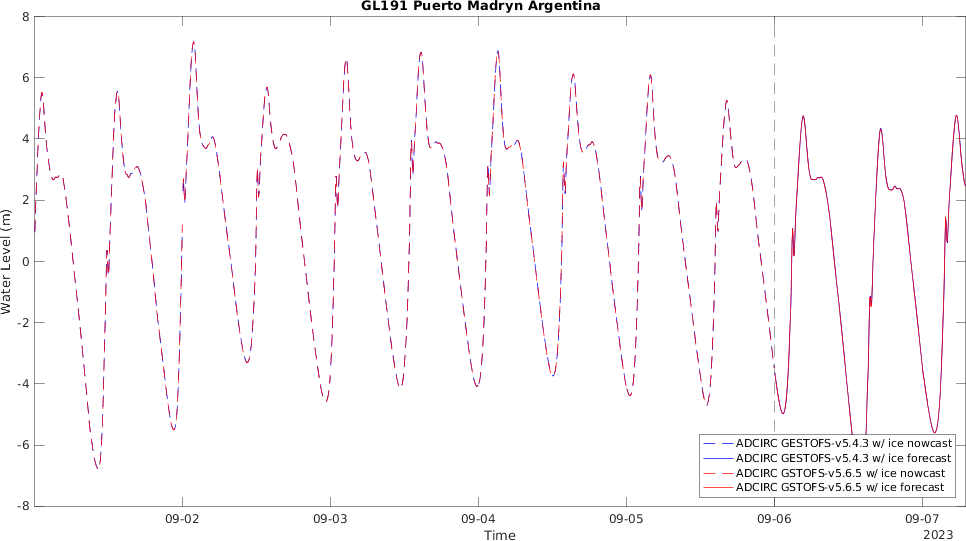 GL191 Puerto Madryn Argentina
8
6
4
2
0
-2
-4
-6
-8
Water Level (m)
ADCIRC GESTOFS-v5.4.3 w/ ice nowcast
ADCIRC GESTOFS-v5.4.3 w/ ice forecast
ADCIRC GSTOFS-v5.6.5 w/ ice nowcast
ADCIRC GSTOFS-v5.6.5 w/ ice forecast
09-02 09-03 09-04 09-05 09-06 09-07
Time
2023